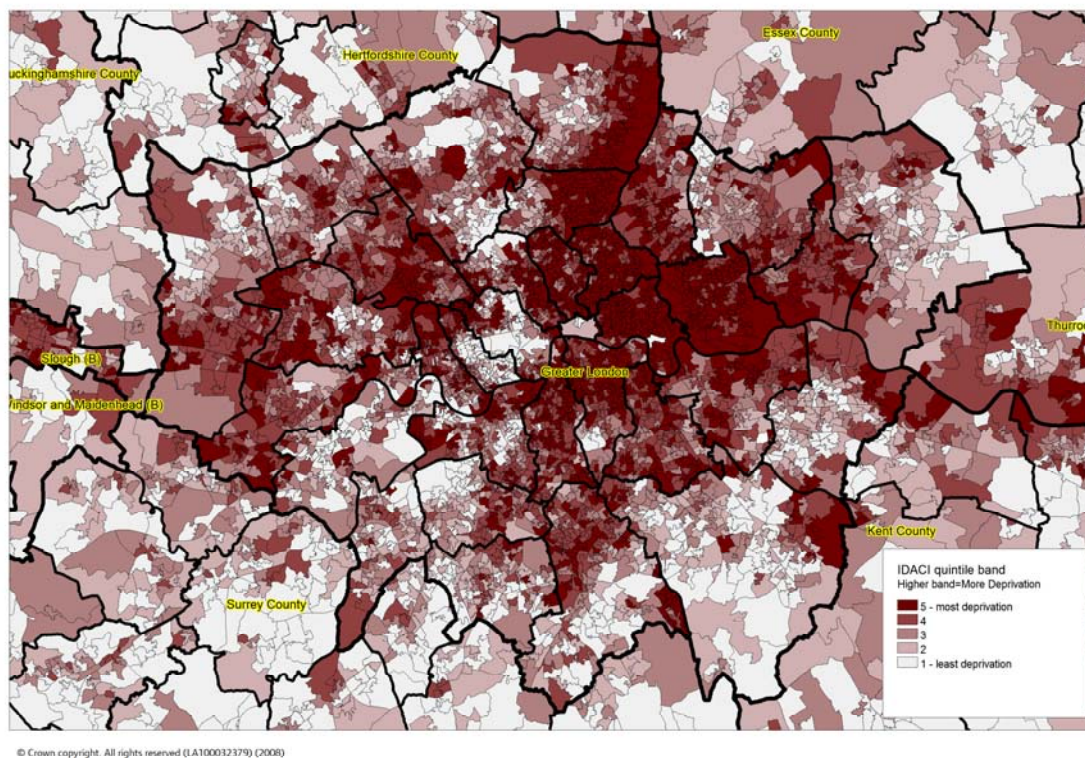 Essex County
Hertfordshire County
uckinghamshire County
Thurroc
Slough (B)
Greater London
Windsor and Maidenhead (B)
Kent County
IDACI quintile band
Higher band=More Deprivation
5 - most deprivation
4
3
2
1 - least deprivation
Surrey County
© Crown copyright. All rights reserved (LA100032379) (2008)